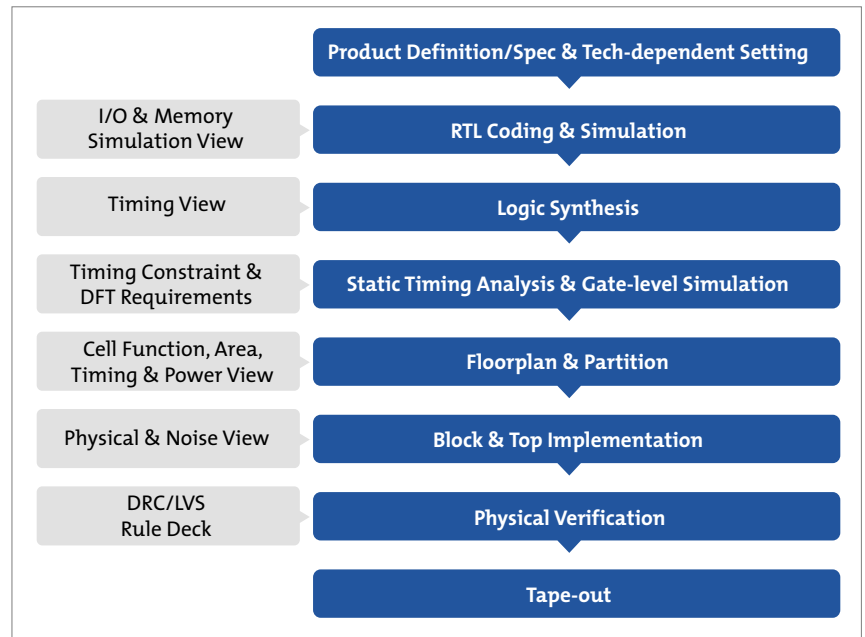 Product Definition/Spec & Tech-dependent Setting
I/O & Memory
Simulation View
RTL Coding & Simulation
Timing View
Logic Synthesis
Timing Constraint &
DFT Requirements
Static Timing Analysis & Gate-level Simulation
Cell Function, Area,
Timing & Power View
Floorplan & Partition
Physical & Noise View
Block & Top Implementation
DRC/LVS
Rule Deck
Physical Verification
Tape-out